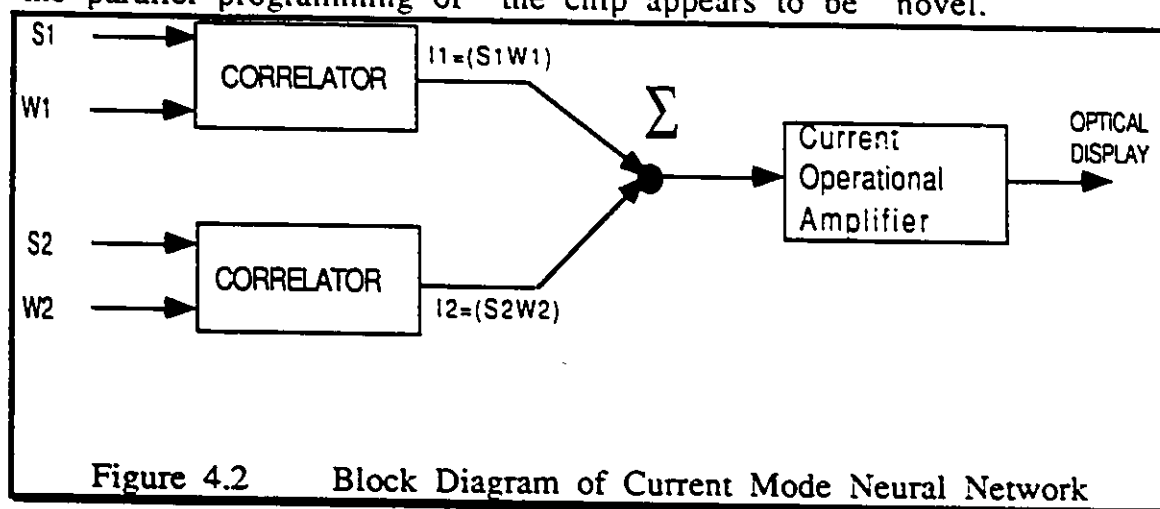 the parallel programming of the chip appears to be novel.
S1
CORRELATOR
I1=(S1W1)
W1
Σ
Current
Operational
Amplifier
OPTICAL
DISPLAY
S2
CORRELATOR
W2
I2=(S2W2)
Figure 4.2 Block Diagram of Current Mode Neural Network